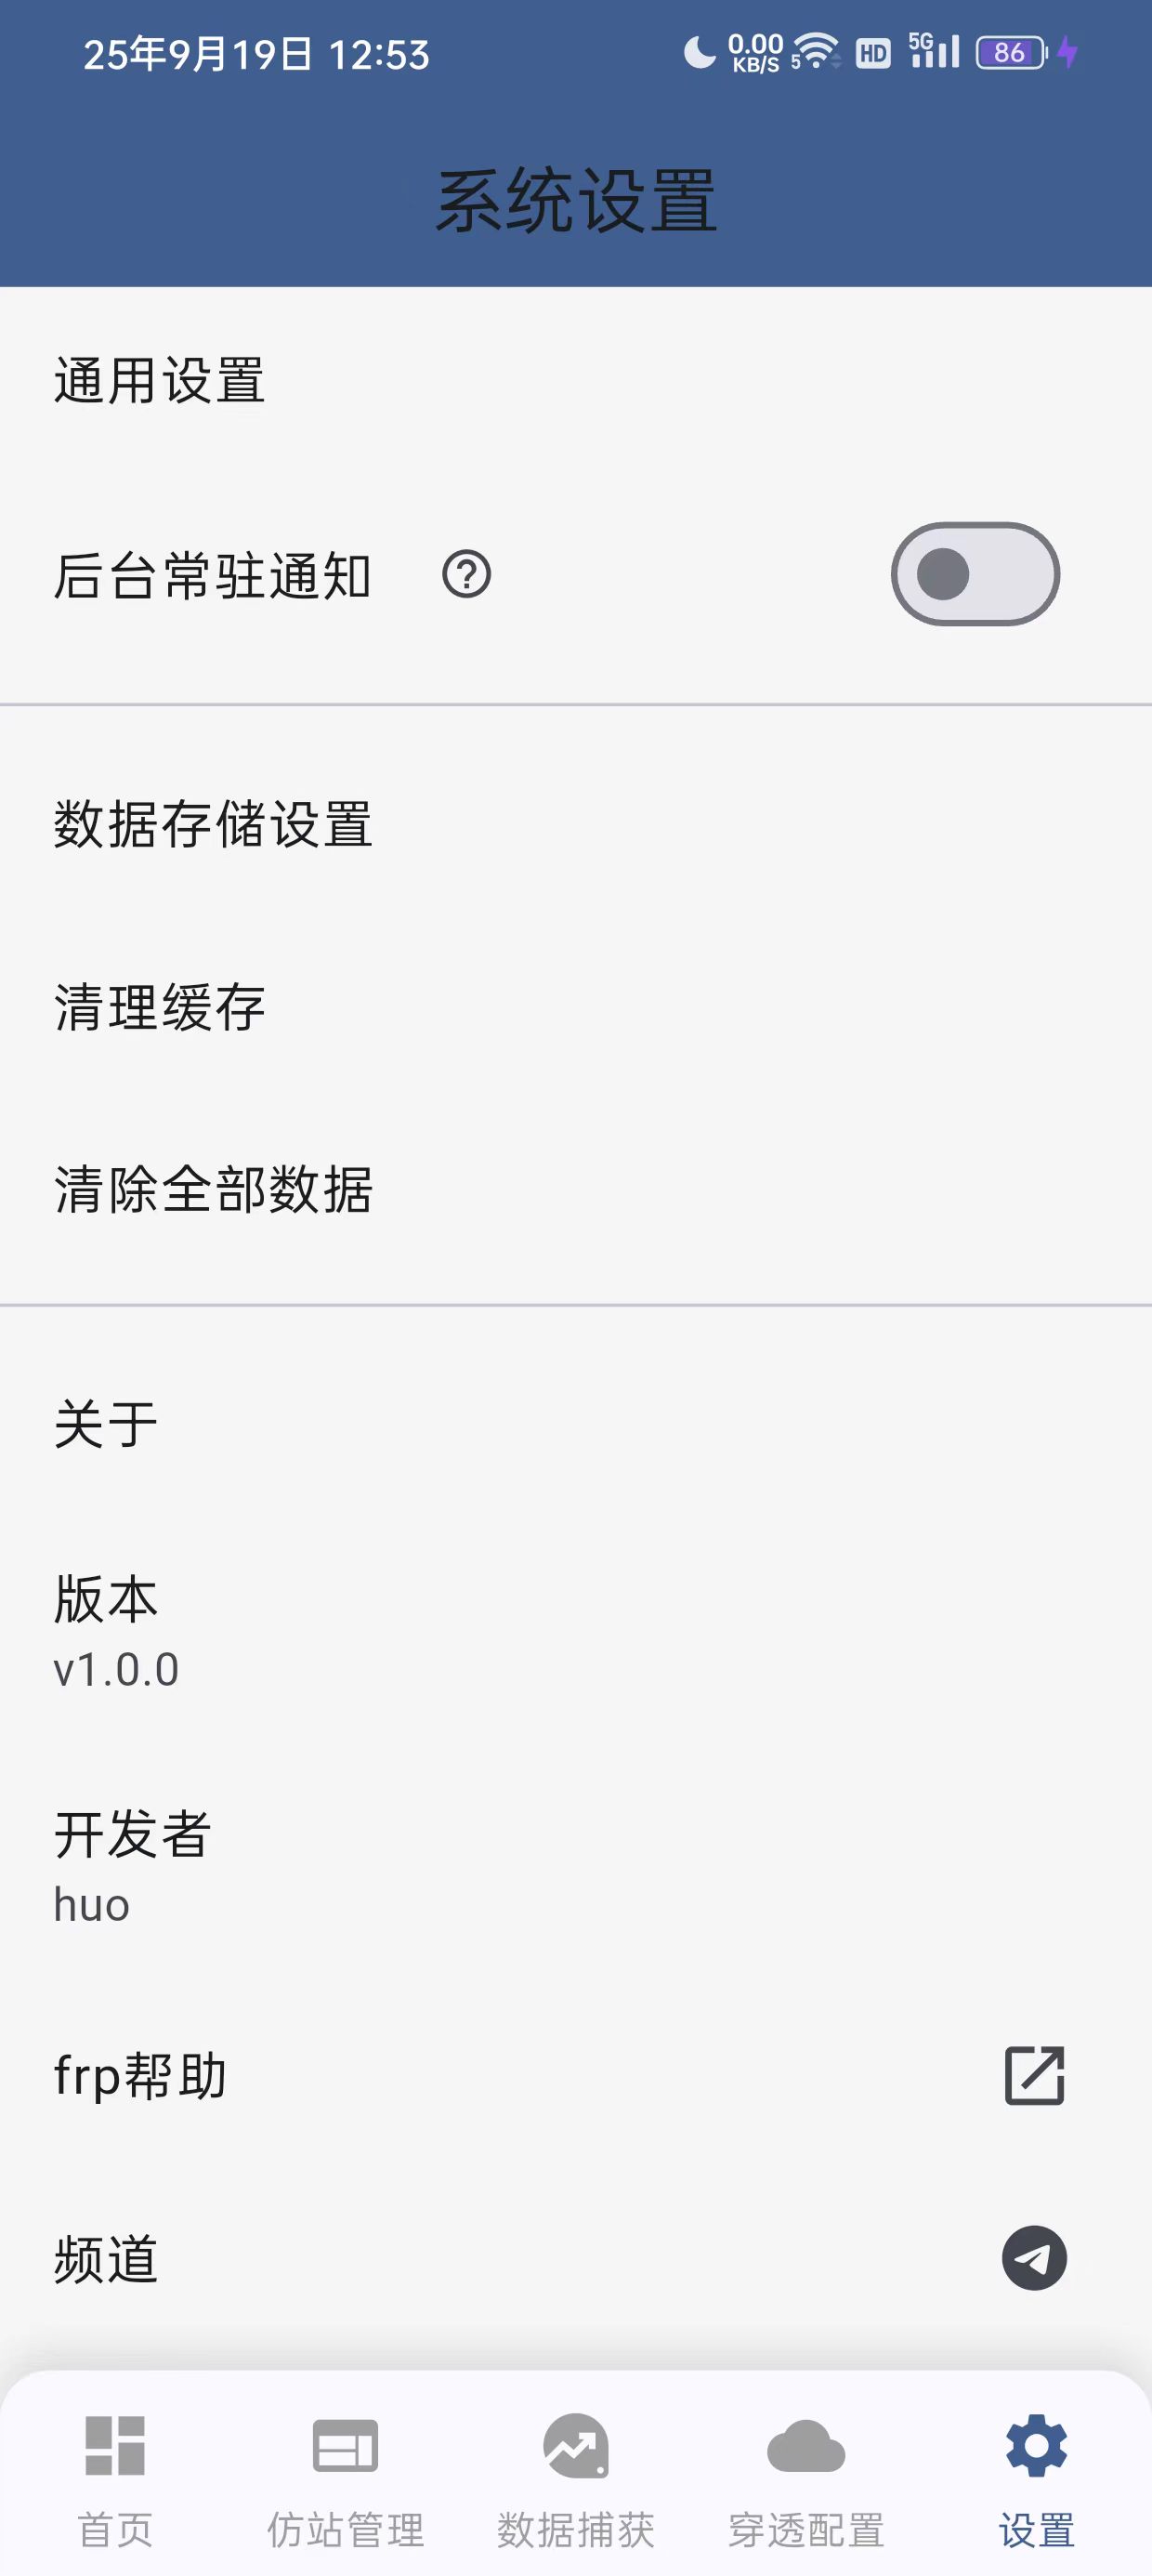 25年9月19日 12:53
0.00
KB/S
5
HD
5G
86
系统设置
通用设置
后台常驻通知
数据存储设置
清理缓存
清除全部数据
关于
版本
v1.0.0
开发者
huo
frp帮助
频道
首页
仿站管理
数据捕获
穿透配置
设置